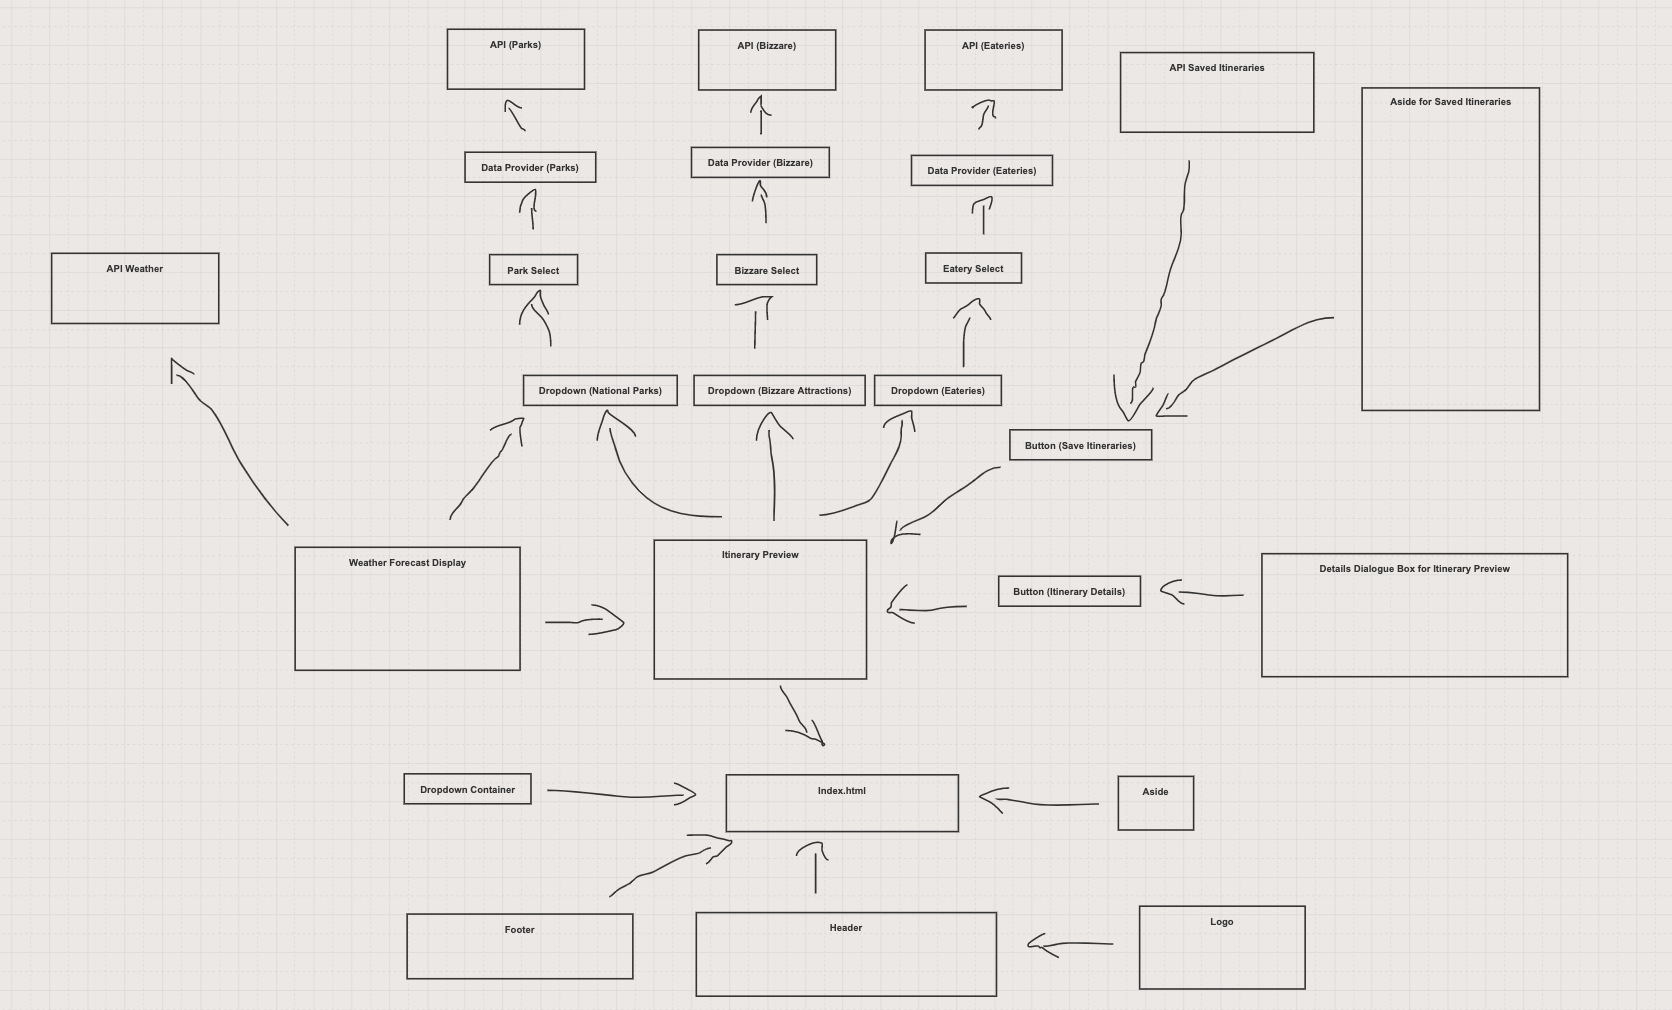 API (Parks)
API (Bizzare)
API (Eateries)
API Saved Itineraries
Aside for Saved Itineraries
Data Provider (Parks)
Data Provider (Bizzare)
Data Provider (Eateries)
API Weather
Park Select
Bizzare Select
Eatery Select
Dropdown (National Parks)
Dropdown (Bizzare Attractions)
Dropdown (Eateries)
Button (Save Itineraries)
Weather Forecast Display
Itinerary Preview
Button (Itinerary Details)
Details Dialogue Box for Itinerary Preview
Dropdown Container
Index.html
Aside
Footer
Header
Logo